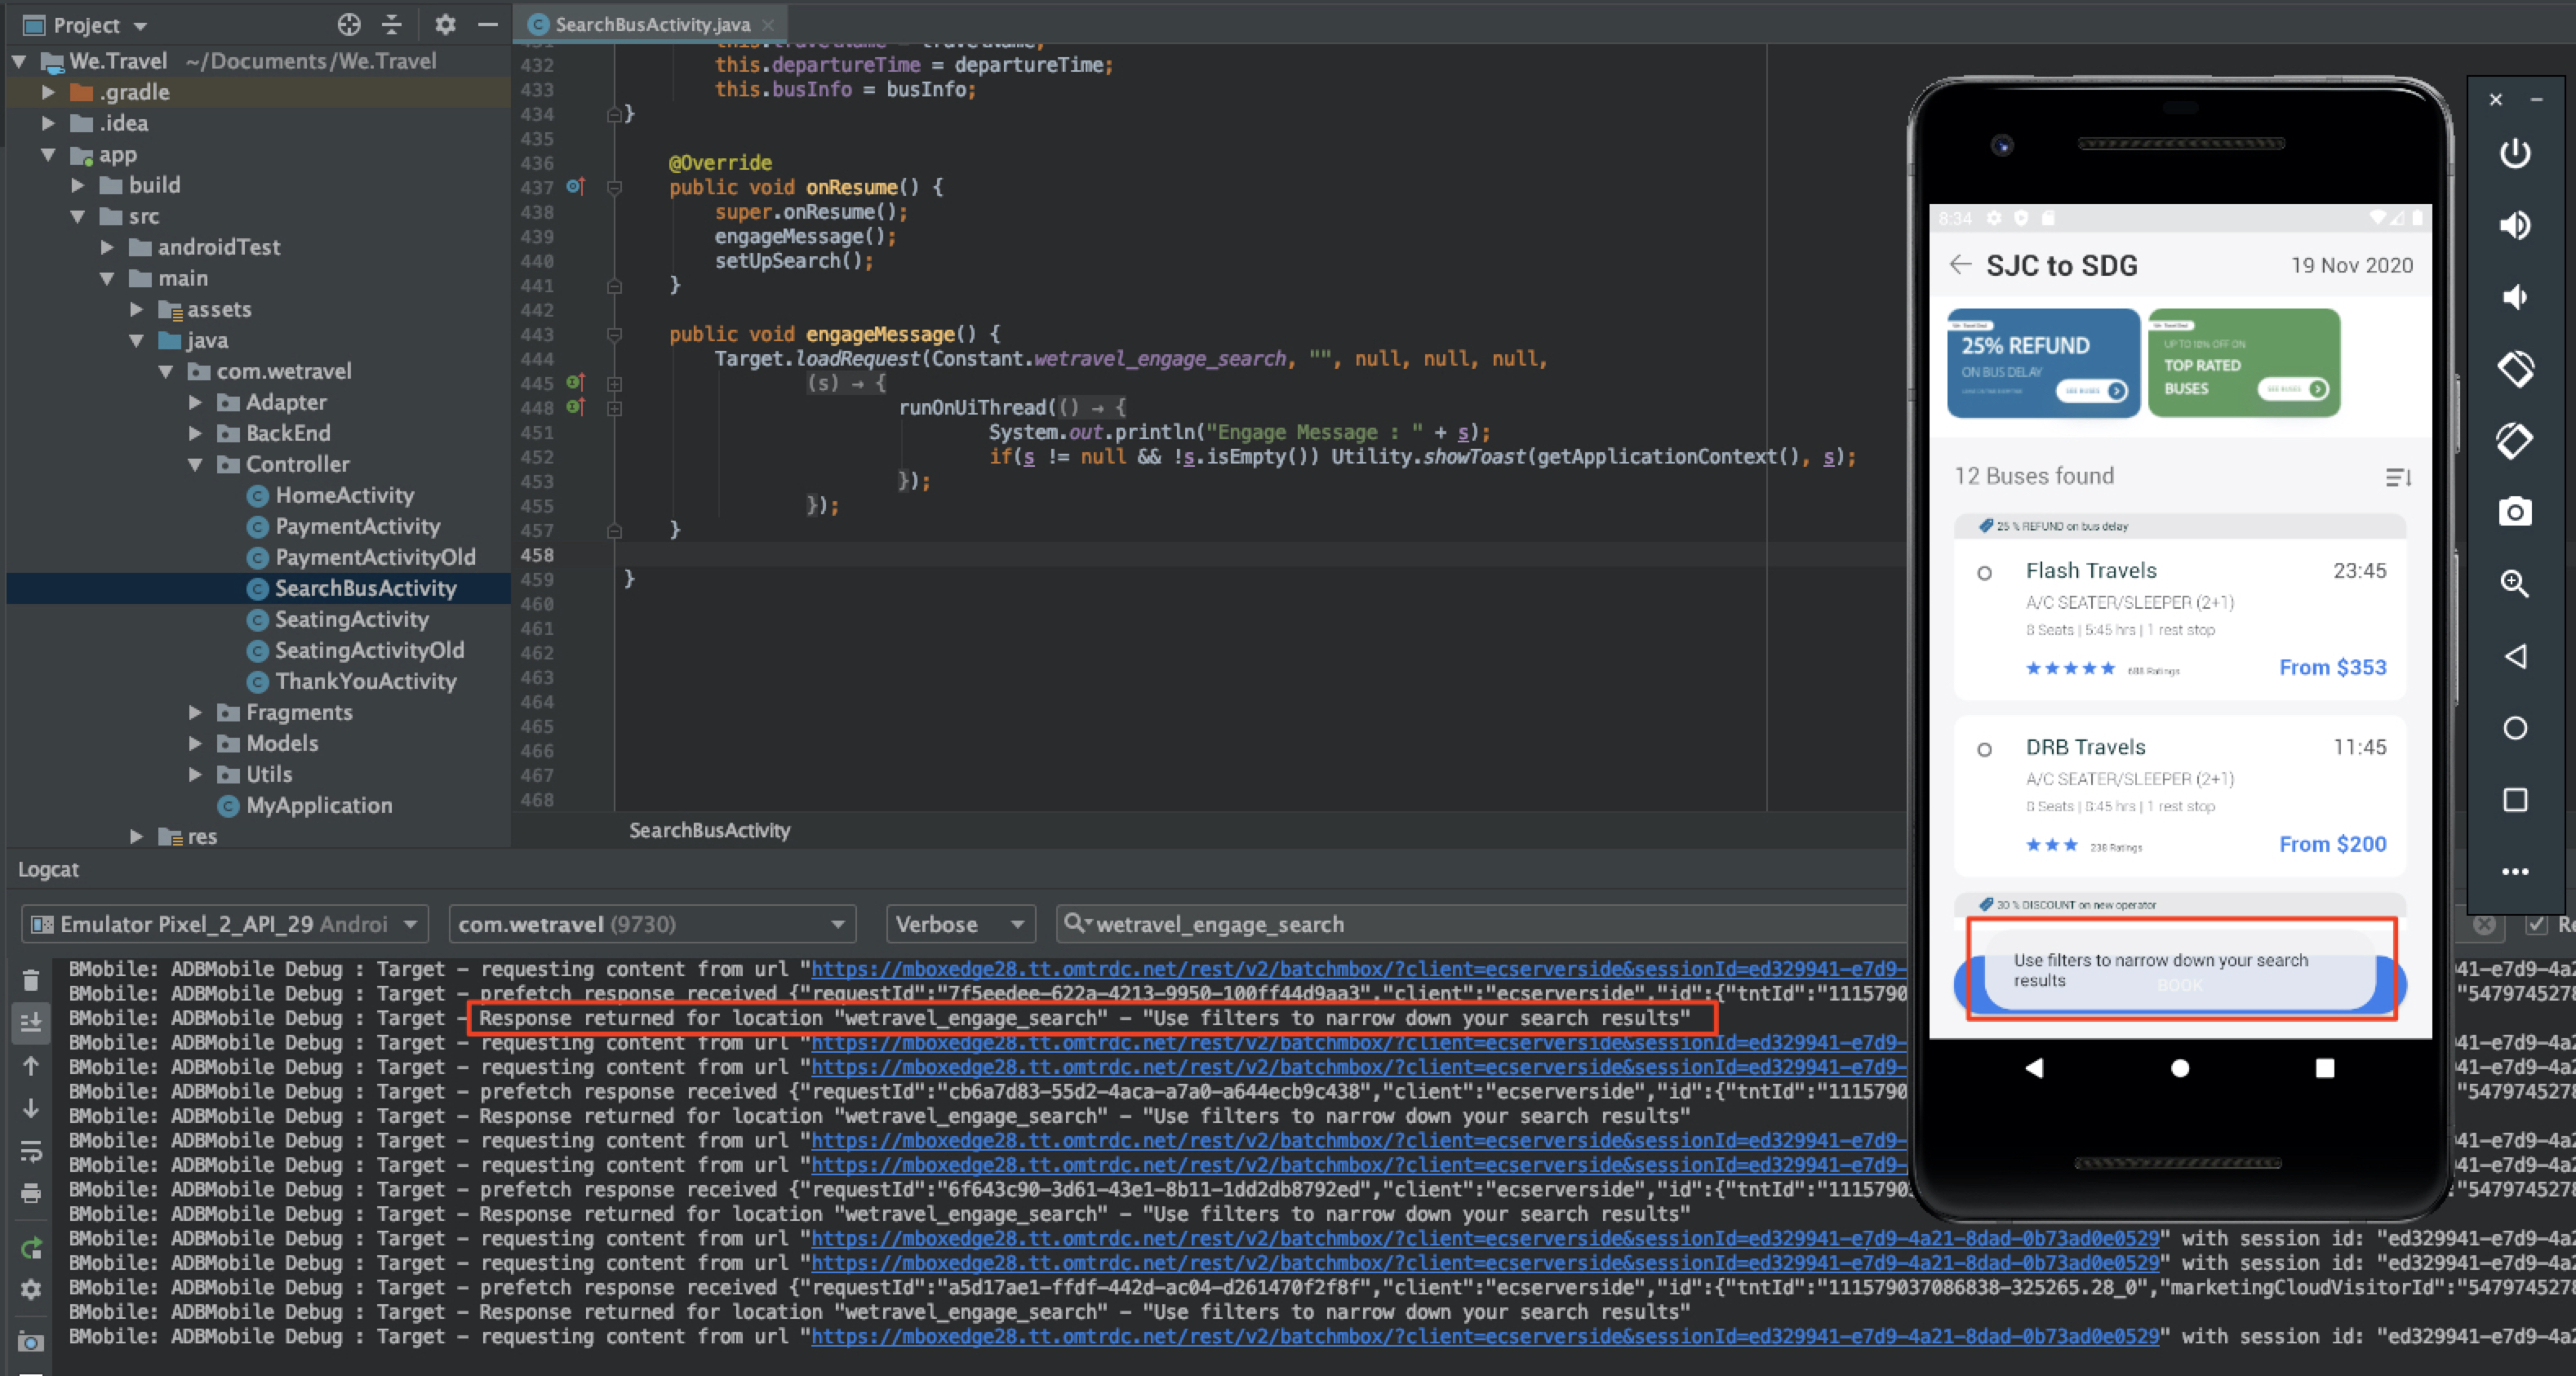 Project
We.Travel ~/Documents/We.Travel
.gradle
.idea
app
build
src
androidTest
main
assets
java
com.wetravel
Adapter
BackEnd
Controller
HomeActivity
PaymentActivity
PaymentActivityOld
SearchBusActivity
SeatingActivity
SeatingActivityOld
ThankYouActivity
Fragments
Models
Utils
MyApplication
res
SearchBusActivity.java
432 this.departureTime = departureTime;
433 this.busInfo = busInfo;
434 }
435
436 @Override
437 public void onResume() {
438 super.onResume();
439 engageMessage();
440 setUpSearch();
441 }
442
443 public void engageMessage() {
444 Target.loadRequest(Constant.wetravel_engage_search, "", null, null, null,
445 (s) → {
448 runOnUiThread(() → {
451 System.out.println("Engage Message : " + s);
452 if(s != null && !s.isEmpty()) Utility.showToast(getApplicationContext(), s);
453 });
455 });
457 }
458
459 }
460
461
462
463
464
465
466
467
468
SearchBusActivity
8:34
SJC to SDG 19 Nov 2020
25% REFUND
ON BUS DELAY
SEE BUSES
UP TO 10% OFF ON
TOP RATED
BUSES
SEE BUSES
12 Buses found
25 % REFUND on bus delay
Flash Travels 23:45
A/C SEATER/SLEEPER (2+1)
8 Seats | 5:45 hrs | 1 rest stop
688 Ratings From $353
DRB Travels 11:45
A/C SEATER/SLEEPER (2+1)
8 Seats | 8:45 hrs | 1 rest stop
238 Ratings From $200
30 % DISCOUNT on new operator
Use filters to narrow down your search
results
BOOK
Logcat
Emulator Pixel_2_API_29 Androi com.wetravel (9730) Verbose wetravel_engage_search Re
BMobile: ADBMobile Debug : Target – requesting content from url "https://mboxedge28.tt.omtrdc.net/rest/v2/batchmbox/?client=ecserverside&sessionId=ed329941-e7d9- 41-e7d9-4a2
BMobile: ADBMobile Debug : Target – prefetch response received {"requestId":"7f5eedee-622a-4213-9950-100ff44d9aa3","client":"ecserverside","id":{"tntId":"1115790 "5479745278
BMobile: ADBMobile Debug : Target – Response returned for location "wetravel_engage_search" – "Use filters to narrow down your search results"
BMobile: ADBMobile Debug : Target – requesting content from url "https://mboxedge28.tt.omtrdc.net/rest/v2/batchmbox/?client=ecserverside&sessionId=ed329941-e7d9- 41-e7d9-4a2
BMobile: ADBMobile Debug : Target – requesting content from url "https://mboxedge28.tt.omtrdc.net/rest/v2/batchmbox/?client=ecserverside&sessionId=ed329941-e7d9- 41-e7d9-4a2
BMobile: ADBMobile Debug : Target – prefetch response received {"requestId":"cb6a7d83-55d2-4aca-a7a0-a644ecb9c438","client":"ecserverside","id":{"tntId":"1115790 "5479745278
BMobile: ADBMobile Debug : Target – Response returned for location "wetravel_engage_search" – "Use filters to narrow down your search results"
BMobile: ADBMobile Debug : Target – requesting content from url "https://mboxedge28.tt.omtrdc.net/rest/v2/batchmbox/?client=ecserverside&sessionId=ed329941-e7d9- 41-e7d9-4a2
BMobile: ADBMobile Debug : Target – requesting content from url "https://mboxedge28.tt.omtrdc.net/rest/v2/batchmbox/?client=ecserverside&sessionId=ed329941-e7d9- 41-e7d9-4a2
BMobile: ADBMobile Debug : Target – prefetch response received {"requestId":"6f643c90-3d61-43e1-8b11-1dd2db8792ed","client":"ecserverside","id":{"tntId":"1115790 "5479745278
BMobile: ADBMobile Debug : Target – Response returned for location "wetravel_engage_search" – "Use filters to narrow down your search results"
BMobile: ADBMobile Debug : Target – requesting content from url "https://mboxedge28.tt.omtrdc.net/rest/v2/batchmbox/?client=ecserverside&sessionId=ed329941-e7d9-4a21-8dad-0b73ad0e0529" with session id: "ed329941-e7d9-4a2
BMobile: ADBMobile Debug : Target – requesting content from url "https://mboxedge28.tt.omtrdc.net/rest/v2/batchmbox/?client=ecserverside&sessionId=ed329941-e7d9-4a21-8dad-0b73ad0e0529" with session id: "ed329941-e7d9-4a2
BMobile: ADBMobile Debug : Target – prefetch response received {"requestId":"a5d17ae1-ffdf-442d-ac04-d261470f2f8f","client":"ecserverside","id":{"tntId":"111579037086838-325265.28_0","marketingCloudVisitorId":"5479745278
BMobile: ADBMobile Debug : Target – Response returned for location "wetravel_engage_search" – "Use filters to narrow down your search results"
BMobile: ADBMobile Debug : Target – requesting content from url "https://mboxedge28.tt.omtrdc.net/rest/v2/batchmbox/?client=ecserverside&sessionId=ed329941-e7d9-4a21-8dad-0b73ad0e0529" with session id: "ed329941-e7d9-4a2